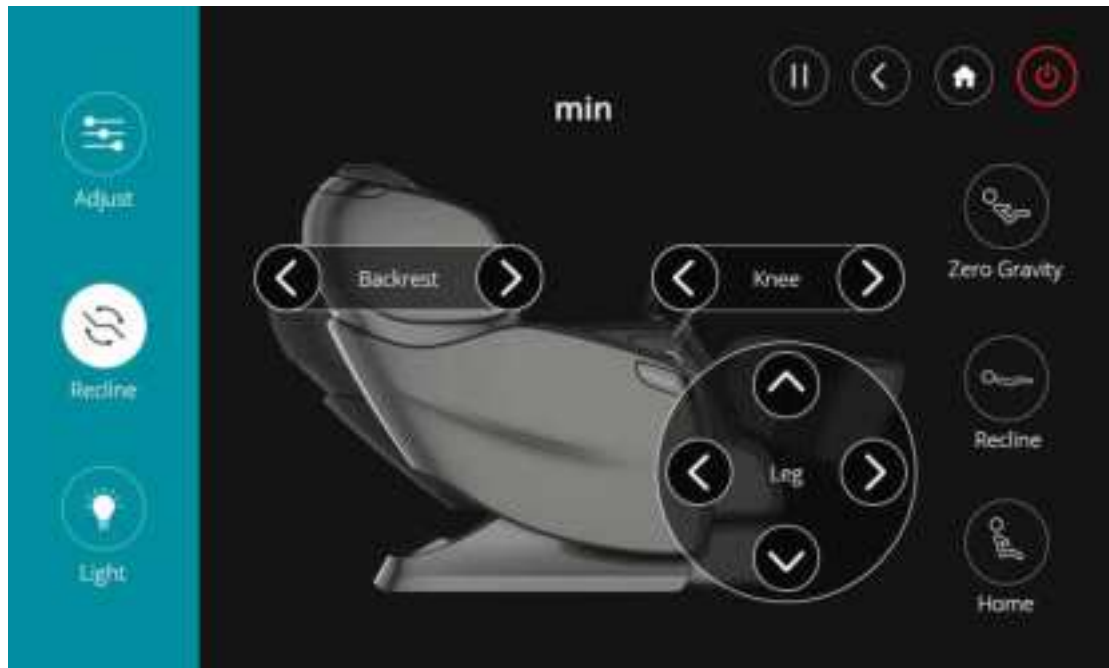 min
Adjust
Backrest
Knee
Zero Gravity
Recline
Leg
Recline
Light
Home